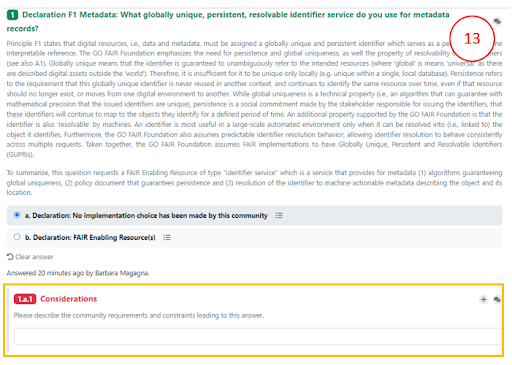 1 Declaration F1 Metadata: What globally unique, persistent, resolvable identifier service do you use for metadata
records?
13
Principle F1 states that digital resources, i.e., data and metadata, must be assigned a globally unique and persistent identifier which serves as a
interpretable reference. The GO FAIR Foundation emphasizes the need for persistence and global uniqueness, as well the property of resolvability
(see also A1). Globally unique means that the identifier is guaranteed to unambiguously refer to the intended resources (where 'global' is means 'universal' as there
are described digital assets outside the 'world'). Therefore, it is insufficient for it to be unique only locally (e.g. unique within a single, local database). Persistence refers
to the requirement that this globally unique identifier is never reused in another context, and continues to identify the same resource over time, even if that resource
should no longer exist, or moves from one digital environment to another. While global uniqueness is a technical property (i.e., an algorithm that can guarantee with
mathematical precision that the issued identifiers are unique), persistence is a social commitment made by the stakeholder responsible for issuing the identifiers, that
these identifiers will continue to map to the objects they identify for a defined period of time. An additional property supported by the GO FAIR Foundation is that the
identifier is also 'resolvable' by machines. An identifier is most useful in a large-scale automated environment only when it can be resolved into (i.e., linked to) the
object it identifies. Furthermore, the GO FAIR Foundation also assumes predictable identifier resolution behavior, allowing identifier resolution to behave consistently
across multiple requests. Taken together, the GO FAIR Foundation assumes FAIR implementations to have Globally Unique, Persistent and Resolvable Identifiers
(GUPRIs).
To summarize, this question requests a FAIR Enabling Resource of type "identifier service" which is a service that provides for metadata (1) algorithms guaranteeing
global uniqueness, (2) policy document that guarantees persistence and (3) resolution of the identifier to machine-actionable metadata describing the object and its
location.
a. Declaration: No implementation choice has been made by this community
b. Declaration: FAIR Enabling Resource(s)
Clear answer
Answered 20 minutes ago by Barbara Magagna.
1.a.1 Considerations
Please describe the community requirements and constraints leading to this answer.